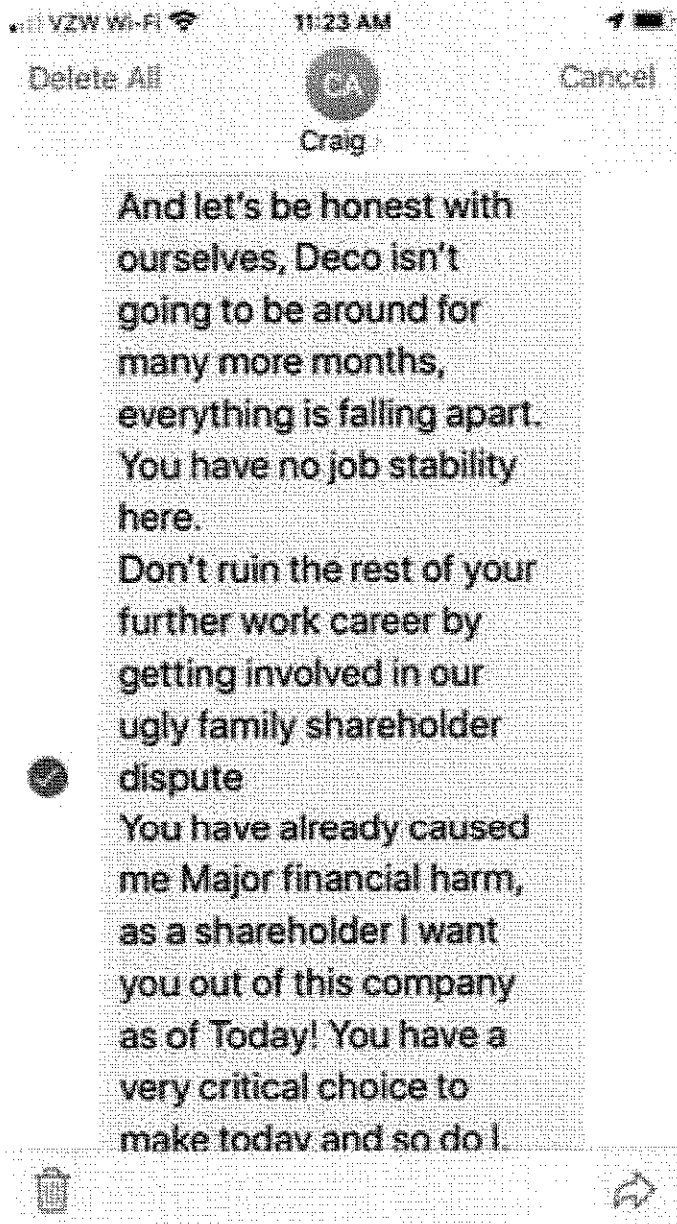 VZW Wi-Fi 11:23 AM
Delete All CA Cancel
Craig
And let's be honest with
ourselves, Deco isn't
going to be around for
many more months,
everything is falling apart.
You have no job stability
here.
Don't ruin the rest of your
further work career by
getting involved in our
ugly family shareholder
dispute
You have already caused
me Major financial harm,
as a shareholder I want
you out of this company
as of Today! You have a
very critical choice to
make today and so do I.